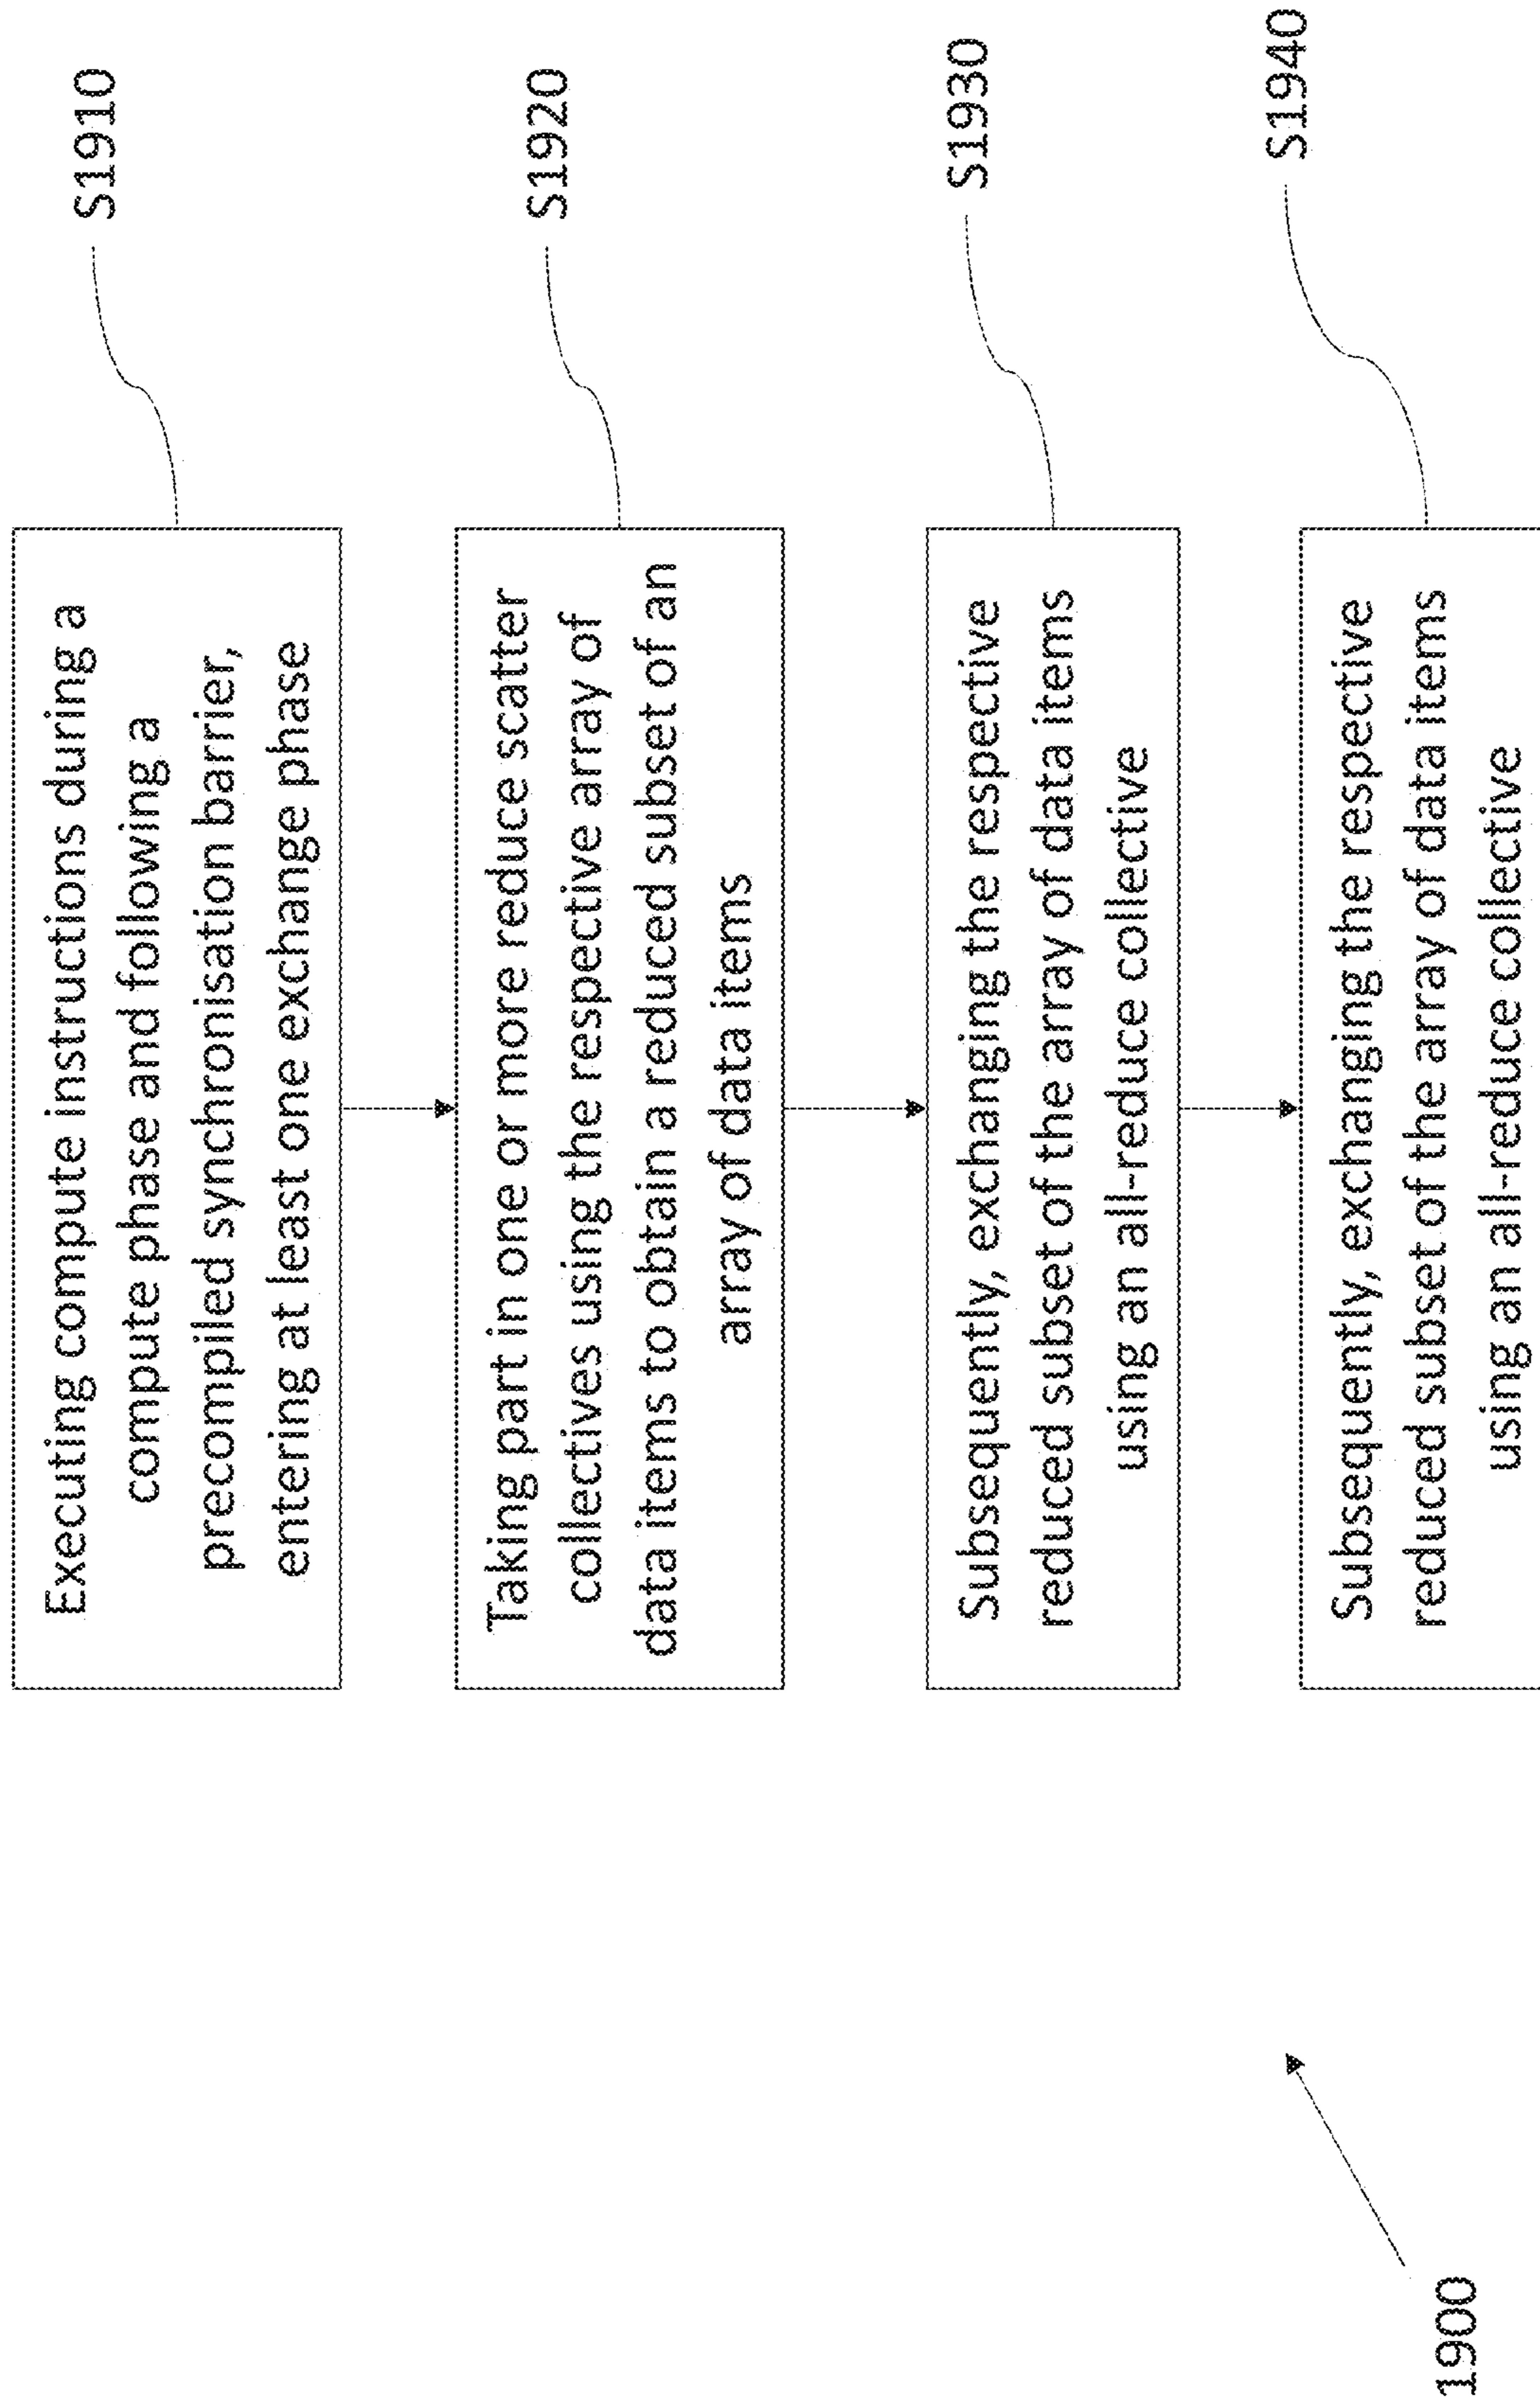 Executing compute instructions during a
compute phase and following a
precompiled synchronisation barrier,
entering at least one exchange phase
S1910
Taking part in one or more reduce scatter
collectives using the respective array of
data items to obtain a reduced subset of an
array of data items
S1920
Subsequently, exchanging the respective
reduced subset of the array of data items
using an all-reduce collective
S1930
Subsequently, exchanging the respective
reduced subset of the array of data items
using an all-reduce collective
S1940
1900